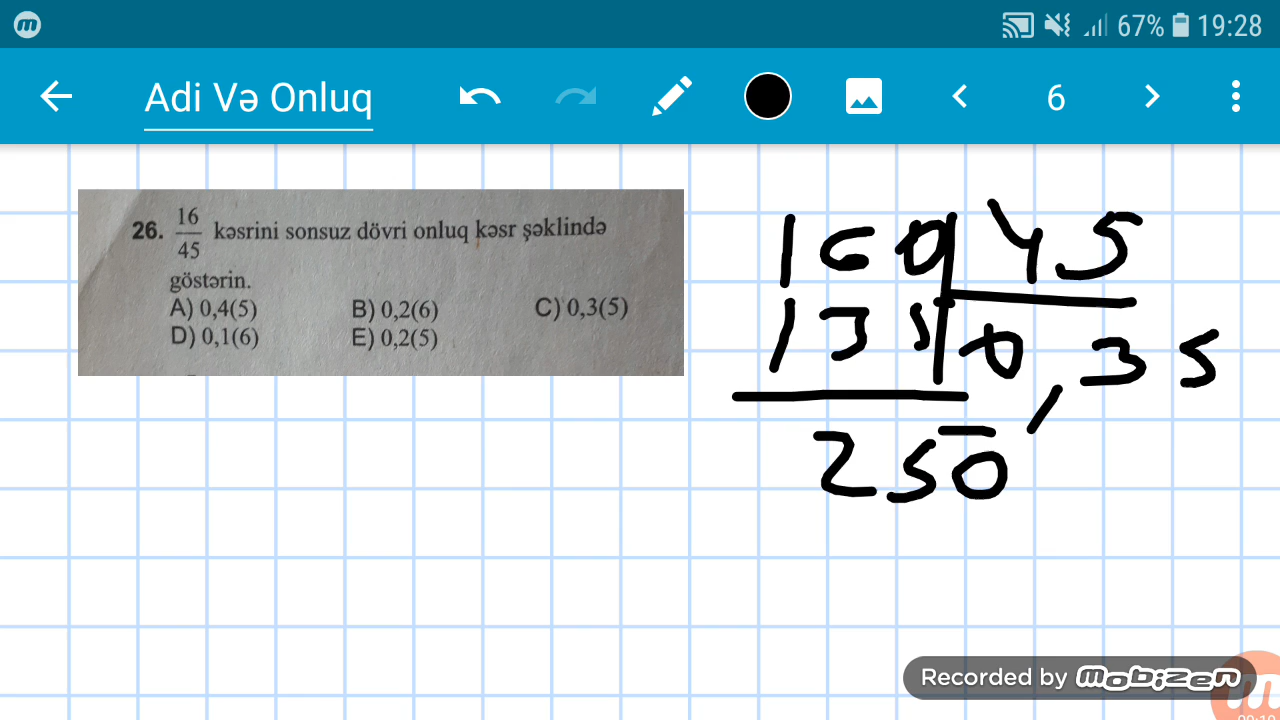 67% 19:28
Adi Və Onluq 6
26. 16/45 kəsrini sonsuz dövri onluq kəsr şəklində
göstərin.
A) 0,4(5) B) 0,2(6) C) 0,3(5)
D) 0,1(6) E) 0,2(5)
160 45
135 0,35
250
Recorded by Mobizen